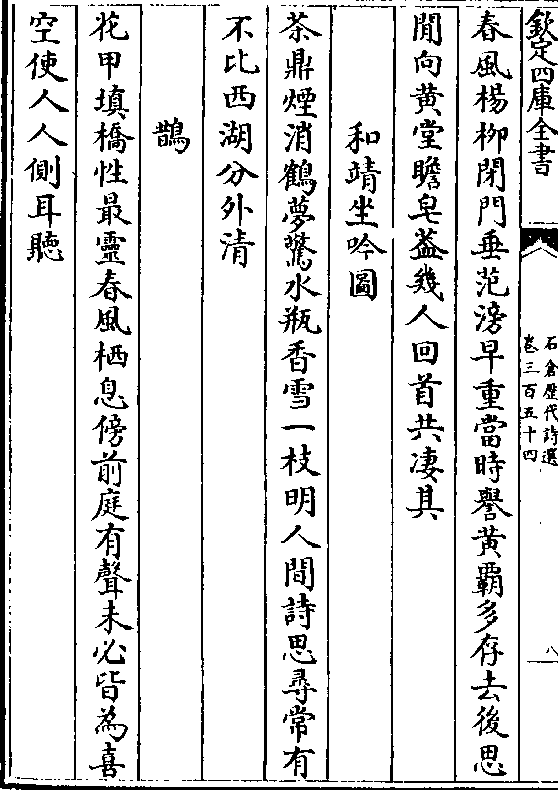 欽定四庫全書
石倉歴代詩選
卷三百五十四
八
春風楊柳閉門垂范滂早重當時譽黄霸多存去後思
閒向黄堂瞻皂葢幾人回首共凄其
和靖坐吟圖
茶鼎煙消鶴夢驚水瓶香雪一枝明人間詩思尋常有
不比西湖分外清
鵲
花甲填橋性最靈春風栖息傍前庭有聲未必皆為喜
空使人人側耳聽